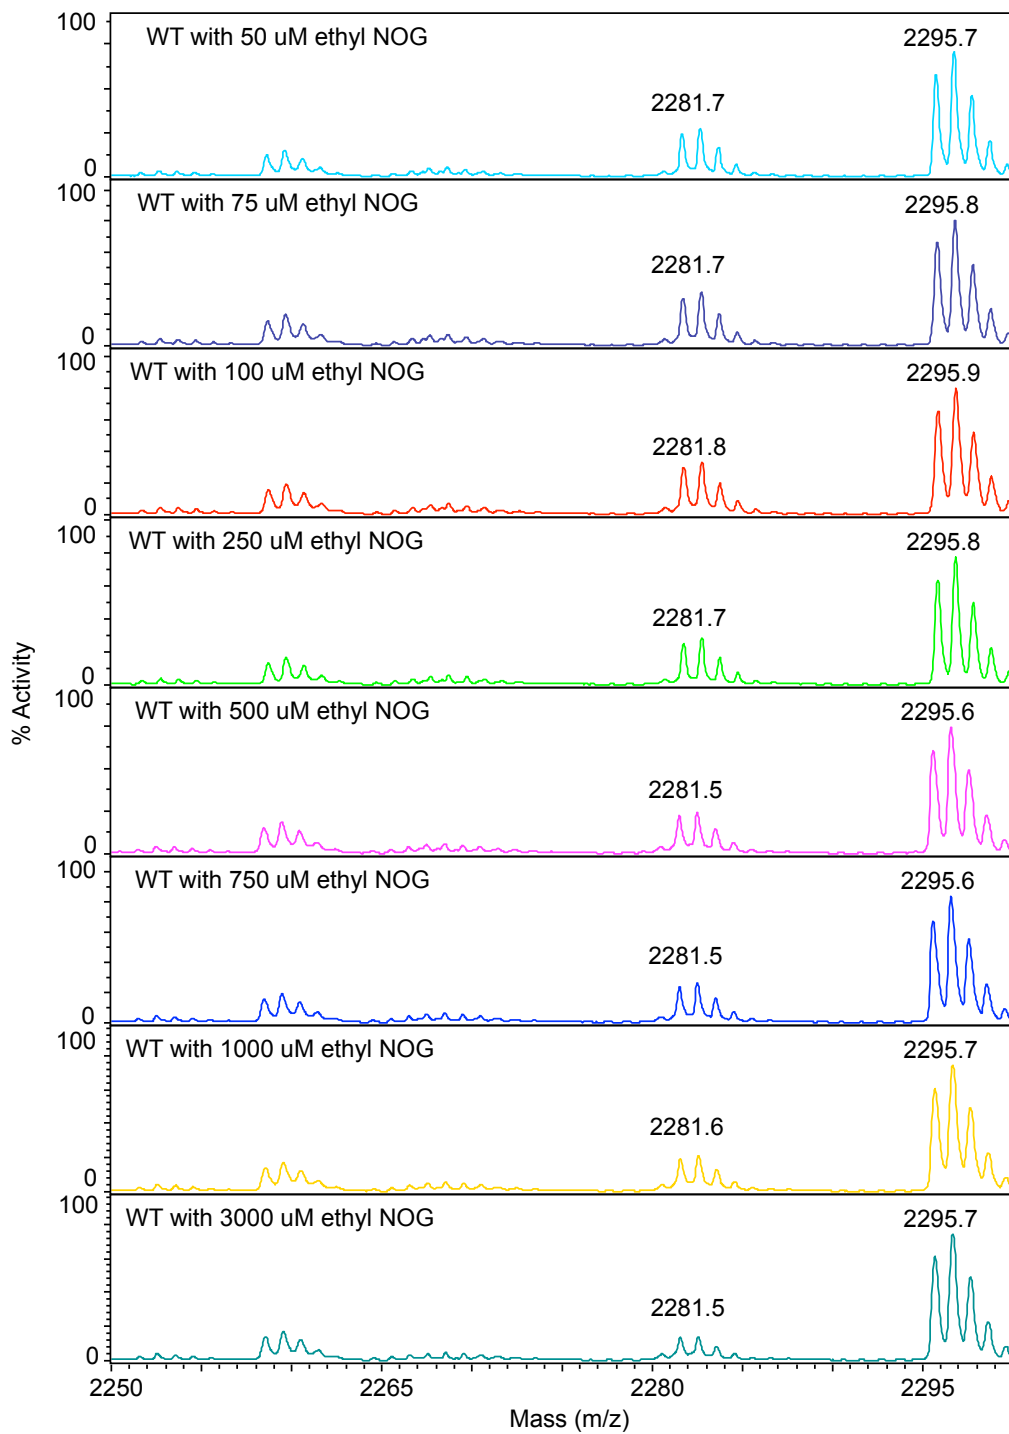 100
WT with 50 uM ethyl NOG
2295.7
2281.7
0
100
WT with 75 uM ethyl NOG
2295.8
2281.7
0
100
WT with 100 uM ethyl NOG
2295.9
2281.8
0
100
WT with 250 uM ethyl NOG
2295.8
2281.7
0
% Activity
100
WT with 500 uM ethyl NOG
2295.6
2281.5
0
100
WT with 750 uM ethyl NOG
2295.6
2281.5
0
100
WT with 1000 uM ethyl NOG
2295.7
2281.6
0
100
WT with 3000 uM ethyl NOG
2295.7
2281.5
0
2250 2265 2280 2295
Mass (m/z)